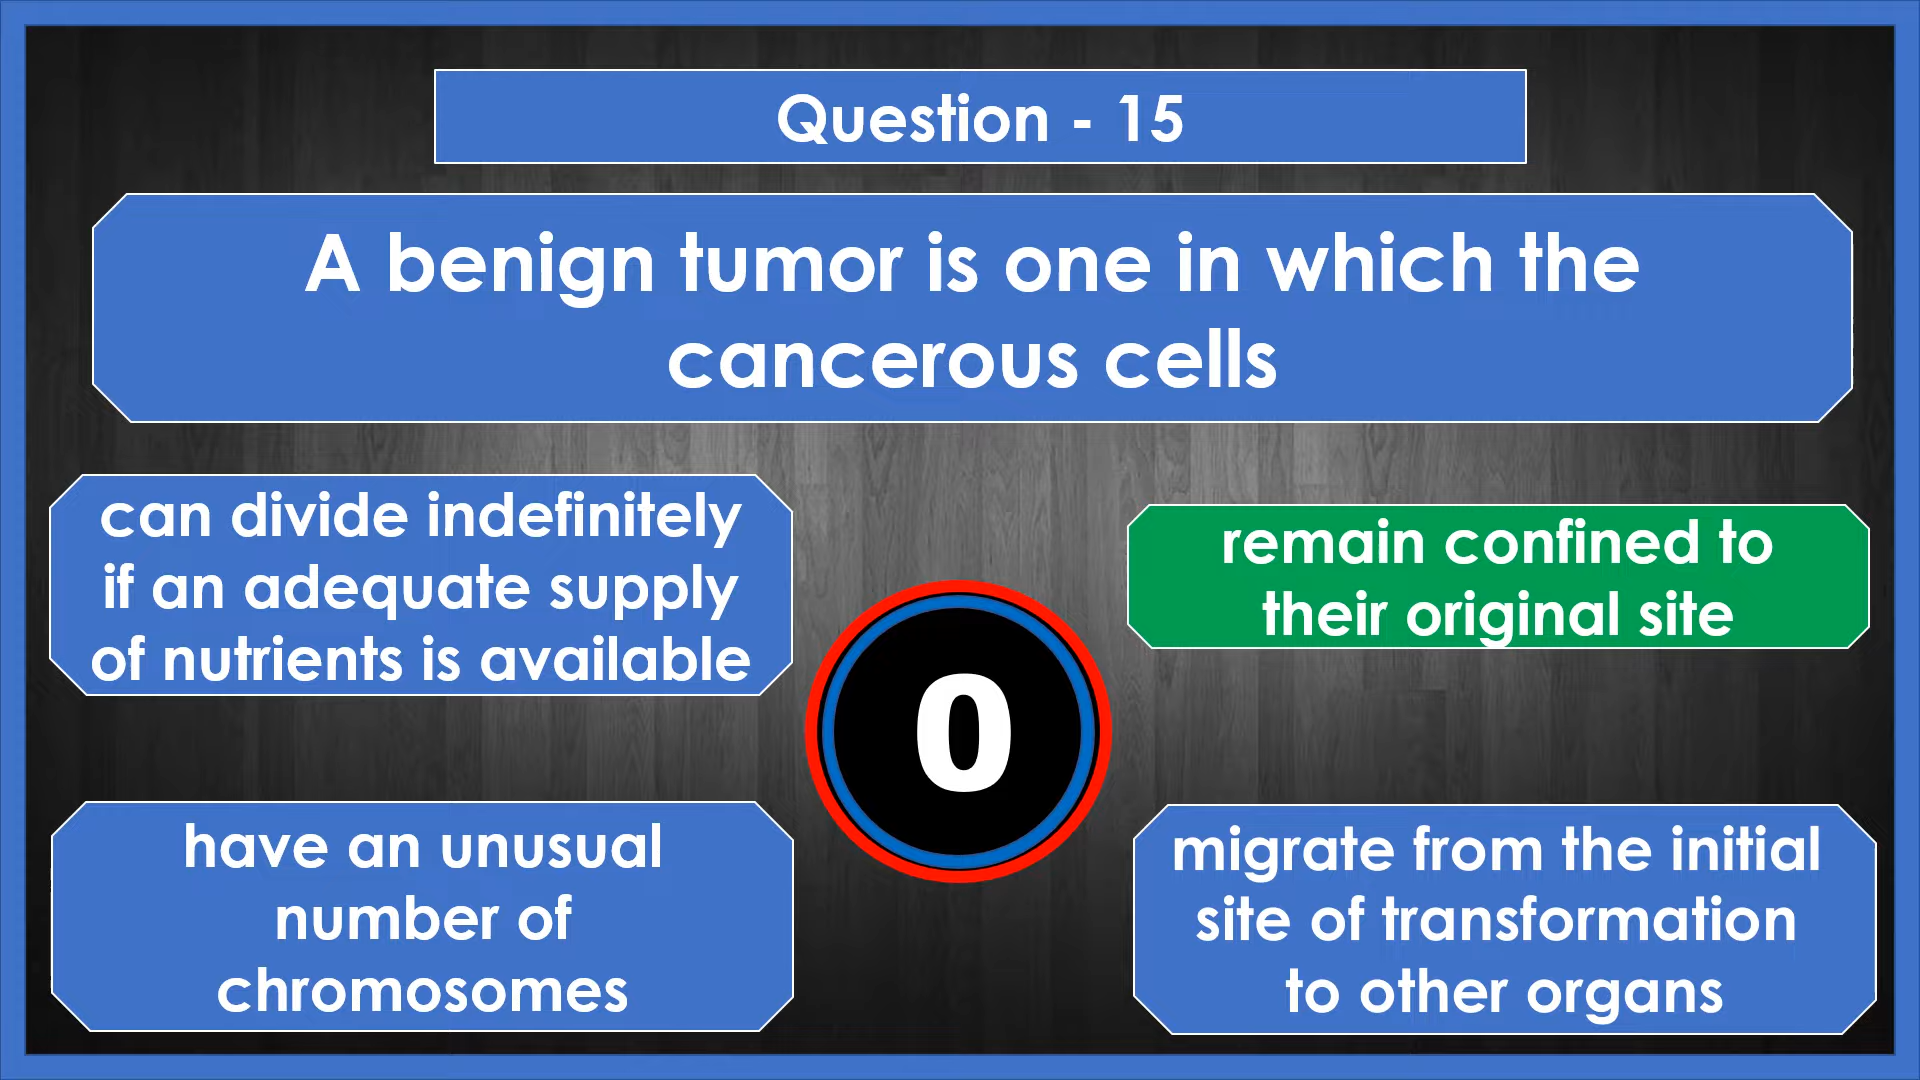 Question - 15
A benign tumor is one in which the
cancerous cells
can divide indefinitely
if an adequate supply
of nutrients is available
remain confined to
their original site
0
have an unusual
number of
chromosomes
migrate from the initial
site of transformation
to other organs